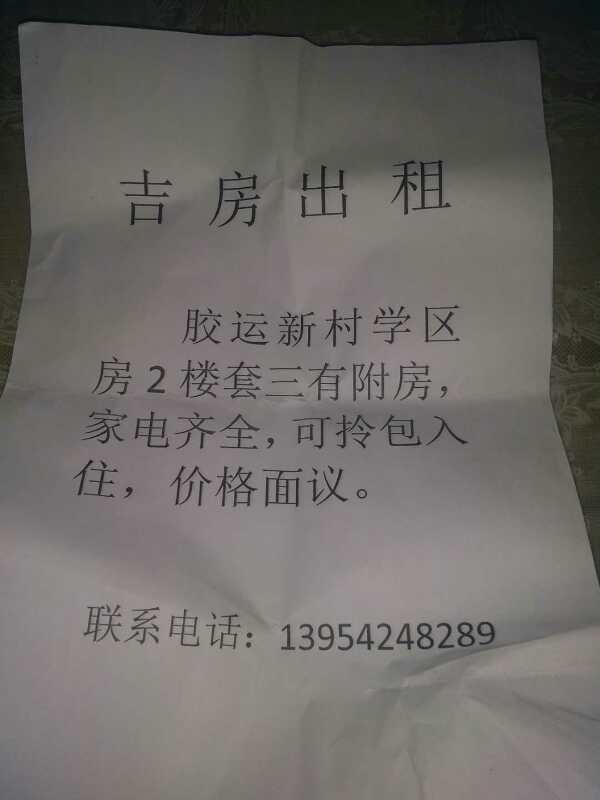 吉房出租
胶运新村学区
房2楼套三有附房，
家电齐全，可拎包入
住，价格面议。
联系电话：13954248289